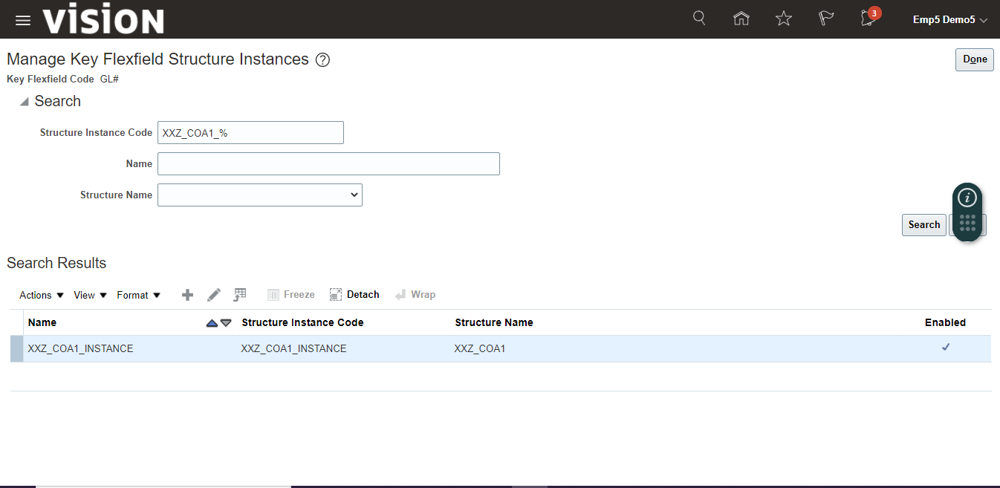 vision
3
Emp5 Demo5
Manage Key Flexfield Structure Instances ?
Done
Key Flexfield Code GL#
Search
Structure Instance Code XXZ_COA1_%
Name
Structure Name
i
Search
Search Results
Actions View Format Freeze Detach Wrap
Name Structure Instance Code Structure Name Enabled
XXZ_COA1_INSTANCE XXZ_COA1_INSTANCE XXZ_COA1